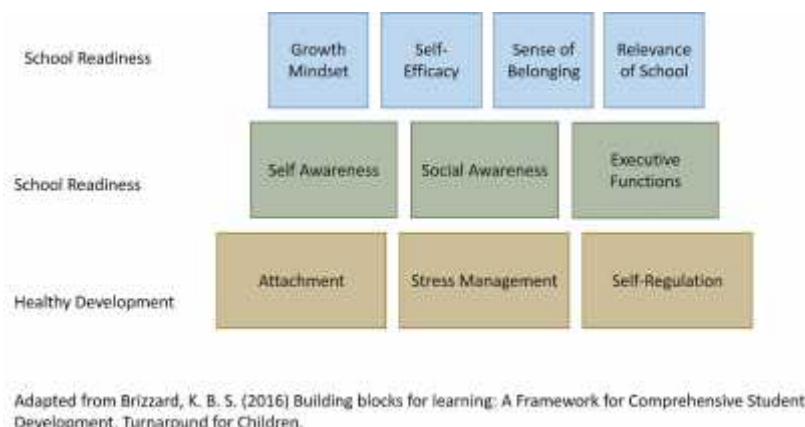 School Readiness
Growth
Mindset
Self-
Efficacy
Sense of
Belonging
Relevance
of School
School Readiness
Self Awareness
Social Awareness
Executive
Functions
Healthy Development
Attachment
Stress Management
Self-Regulation
Adapted from Brizzard, K. B. S. (2016) Building blocks for learning: A Framework for Comprehensive Student
Development. Turnaround for Children.